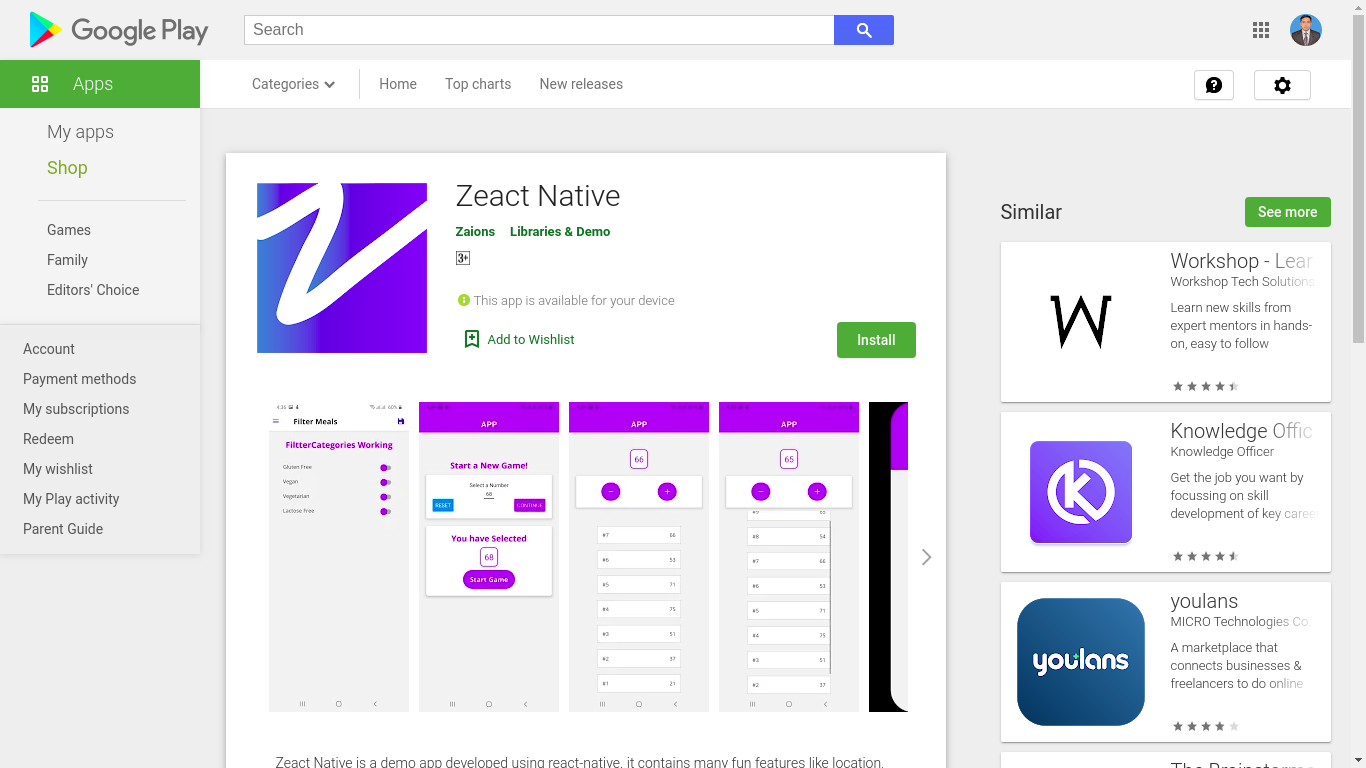 Google Play
Search
Apps
Categories
Home
Top charts
New releases
My apps
Shop
Games
Family
Editors' Choice
Account
Payment methods
My subscriptions
Redeem
My wishlist
My Play activity
Parent Guide
Zeact Native
Zaions Libraries & Demo
3+
This app is available for your device
Add to Wishlist
Install
4:26 60%
Filter Meals
FiltterCategories Working
Gluten Free
Vegan
Vegetarian
Lactose Free
APP
Start a New Game!
Select a Number
68
RESET CONTINUE
You have Selected
68
Start Game
APP
66
#7 66
#6 53
#5 71
#4 75
#3 51
#2 37
#1 21
APP
65
#9 65
#8 54
#7 66
#6 53
#5 71
#4 75
#3 51
#2 37
Zeact Native is a demo app developed using react-native. it contains many fun features like location,
Similar
See more
Workshop - Lear
Workshop Tech Solutions
Learn new skills from
expert mentors in hands-
on, easy to follow
Knowledge Offic
Knowledge Officer
Get the job you want by
focussing on skill
development of key caree
youlans
youlans
MICRO Technologies Co,
A marketplace that
connects businesses &
freelancers to do online